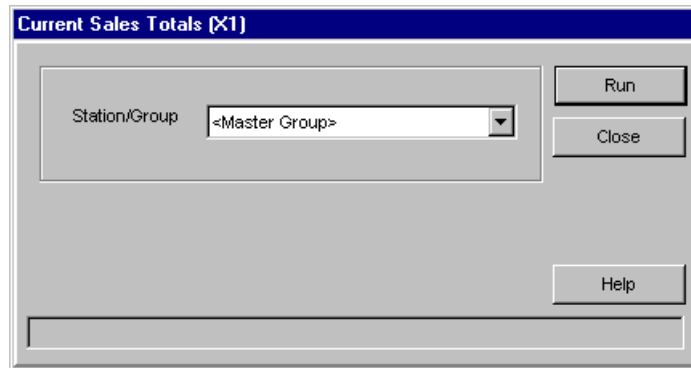 Current Sales Totals (X1)
Run
Station/Group
<Master Group>
Close
Help